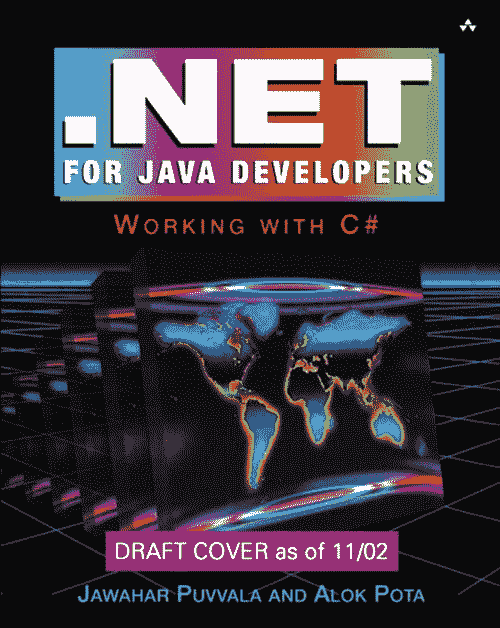 .NET
FOR JAVA DEVELOPERS
WORKING WITH C#
DRAFT COVER as of 11/02
JAWAHAR PUVVALA AND ALOK POTA